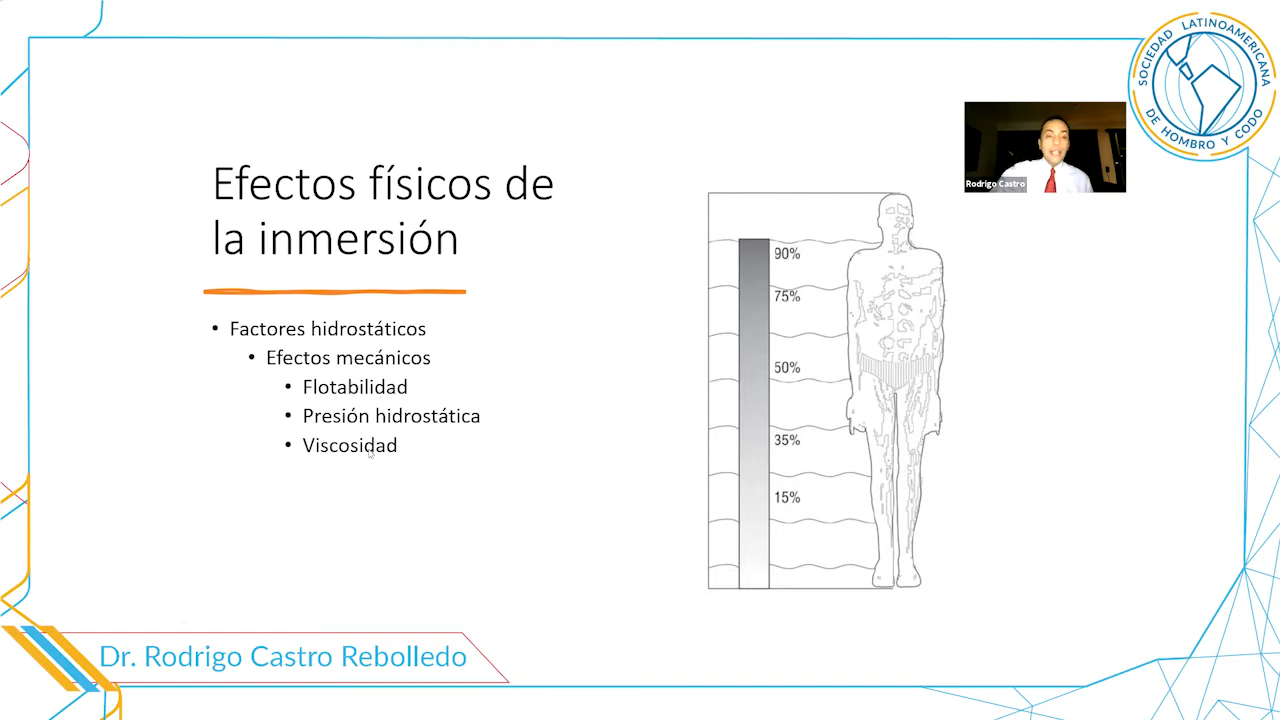 SOCIEDAD LATINOAMERICANA
DE HOMBRO Y CODO
Rodrigo Castro
Efectos físicos de
la inmersión
• Factores hidrostáticos
• Efectos mecánicos
• Flotabilidad
• Presión hidrostática
• Viscosidad
90%
75%
50%
35%
15%
Dr. Rodrigo Castro Rebolledo